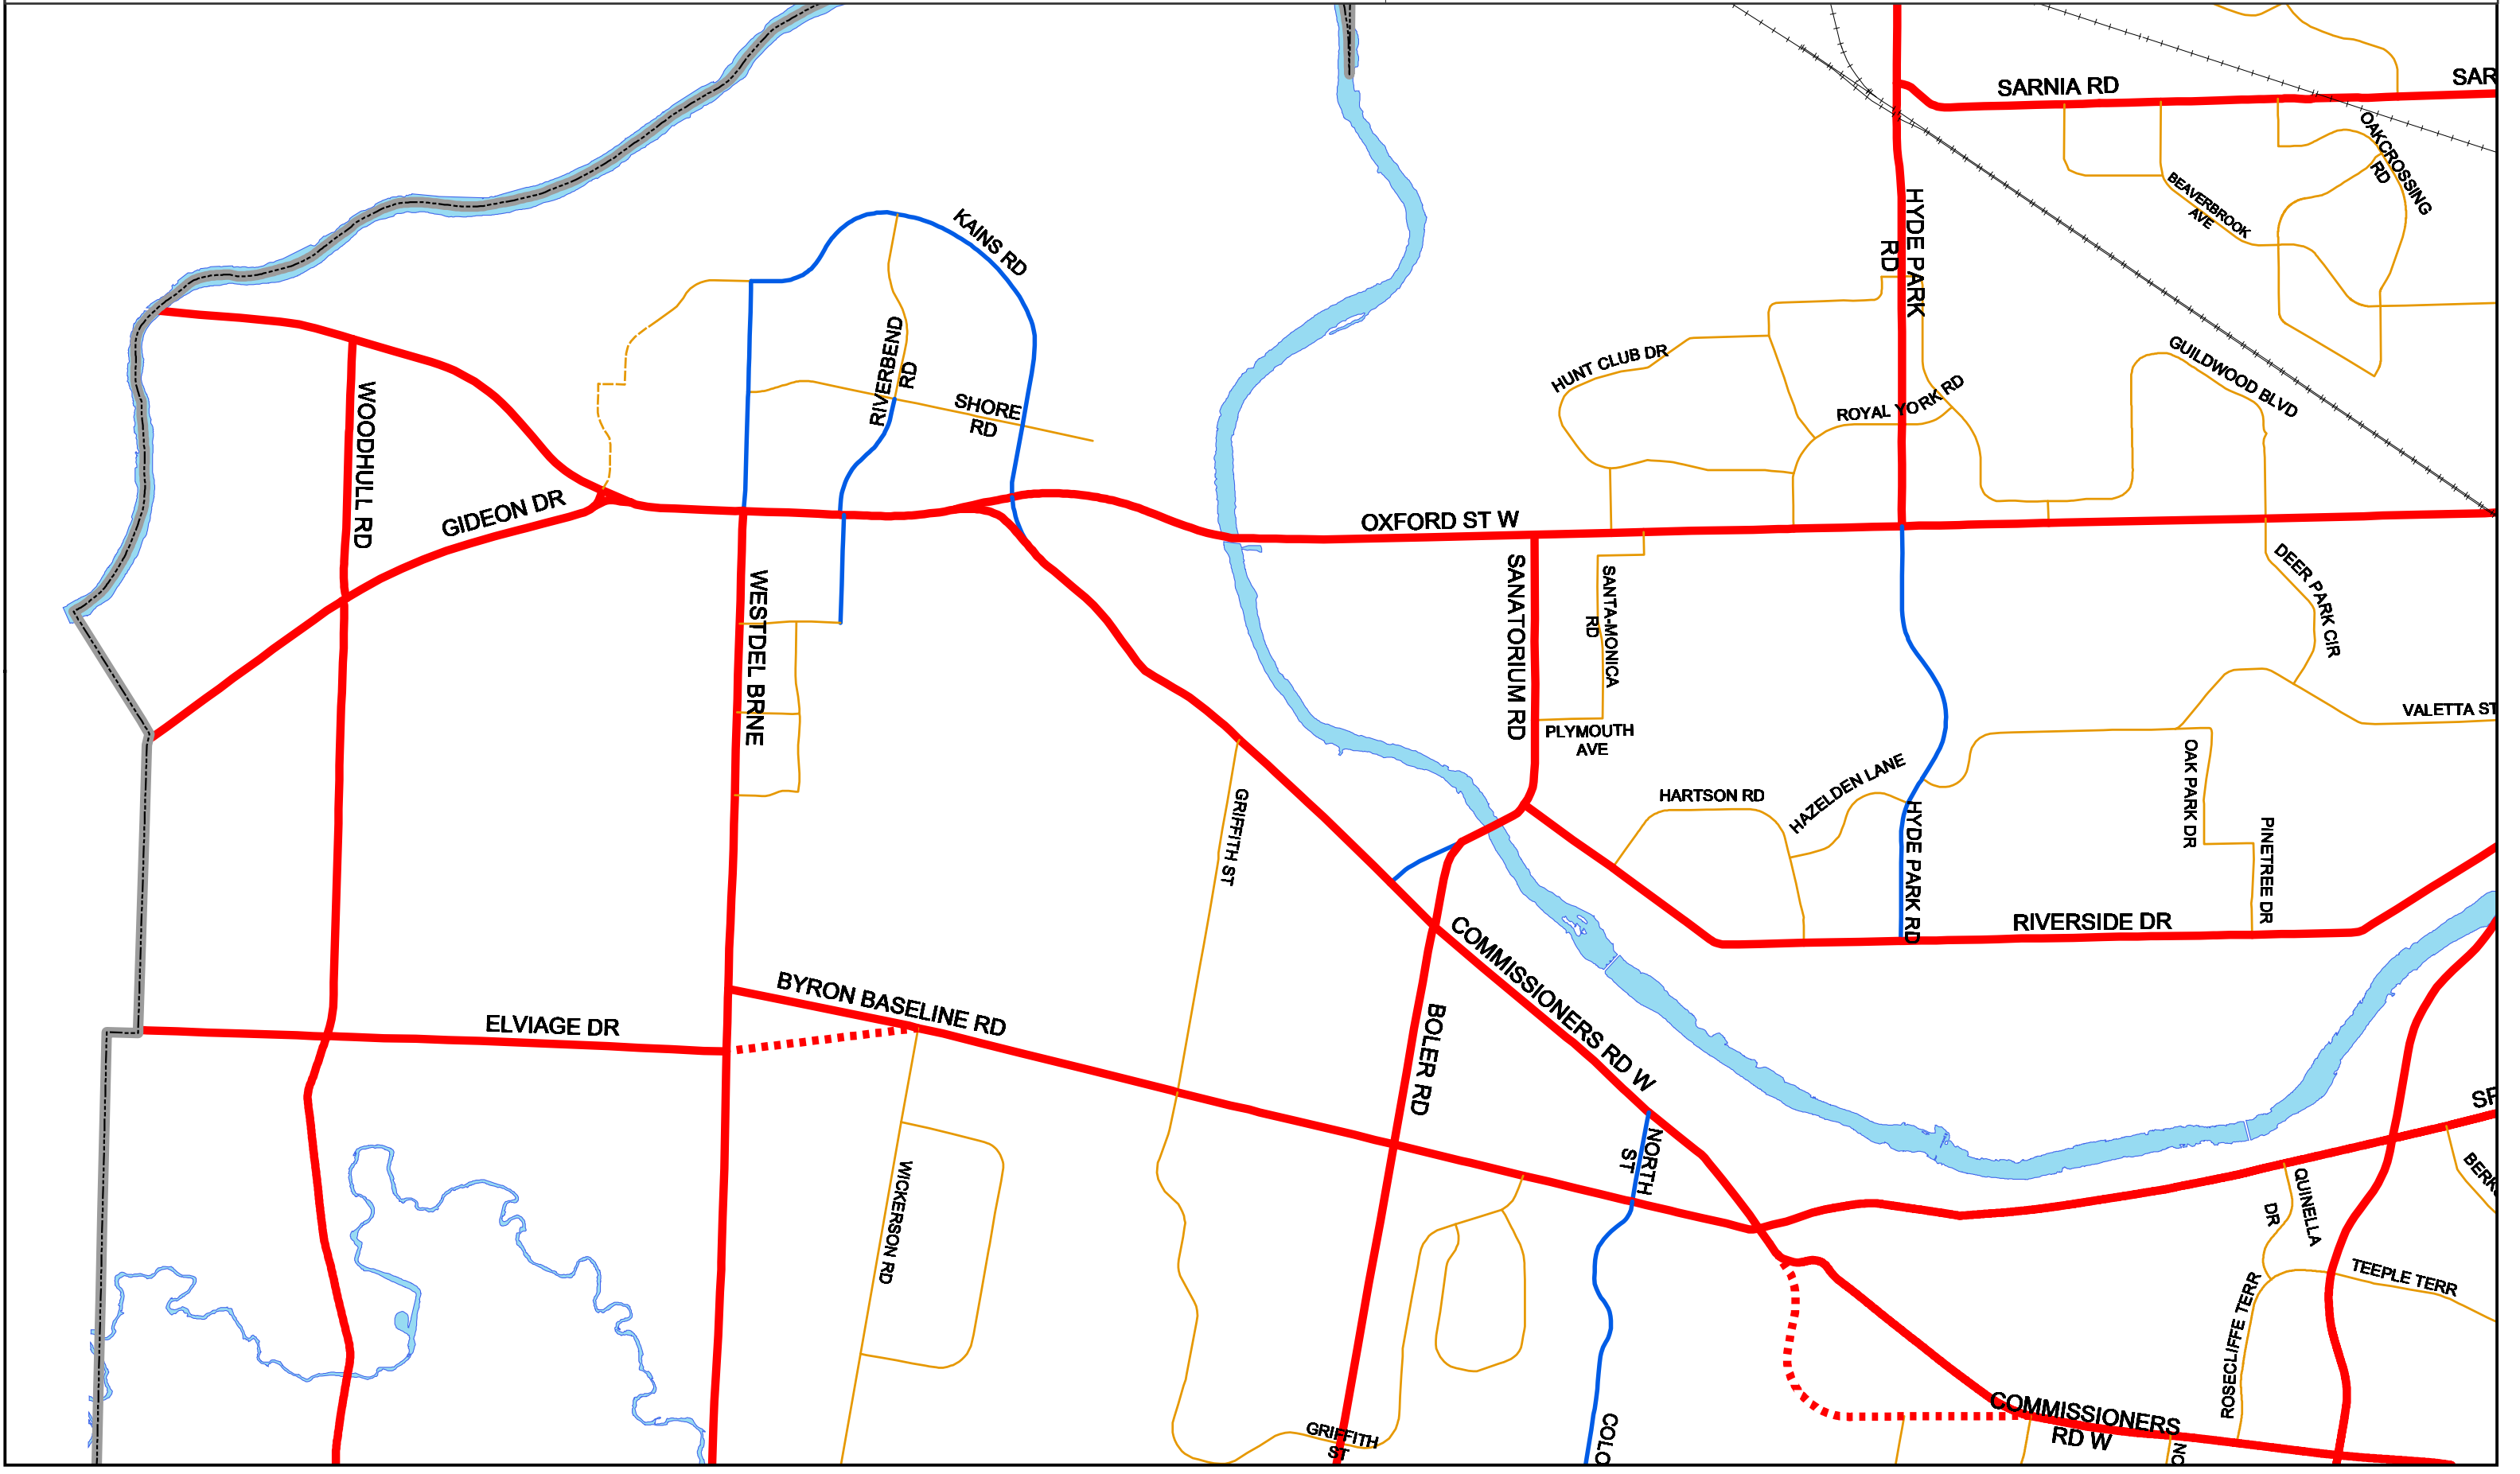 SARNIA RD
SAR
OAKCROSSING
RD
BEAVERBROOK
AVE
HYDE PARK
RD
KAINS RD
RIVERBEND
RD
SHORE
RD
HUNT CLUB DR
ROYAL YORK RD
GUILDWOOD BLVD
WOODHULL RD
GIDEON DR
OXFORD ST W
WESTDEL BRNE
SANATORIUM RD
SANTA-MONICA
RD
DEER PARK CIR
VALETTA ST
PLYMOUTH
AVE
OAK PARK DR
HAZELDEN LANE
HARTSON RD
GRIFFITH ST
HYDE PARK RD
PINETREE DR
RIVERSIDE DR
COMMISSIONERS RD W
BYRON BASELINE RD
ELVIAGE DR
BOLER RD
NORTH
ST
SP
BERK
WICKERSON RD
QUINELLA
DR
TEEPLE TERR
ROSECLIFFE TERR
GRIFFITH
ST
COLO
COMMISSIONERS
RD W